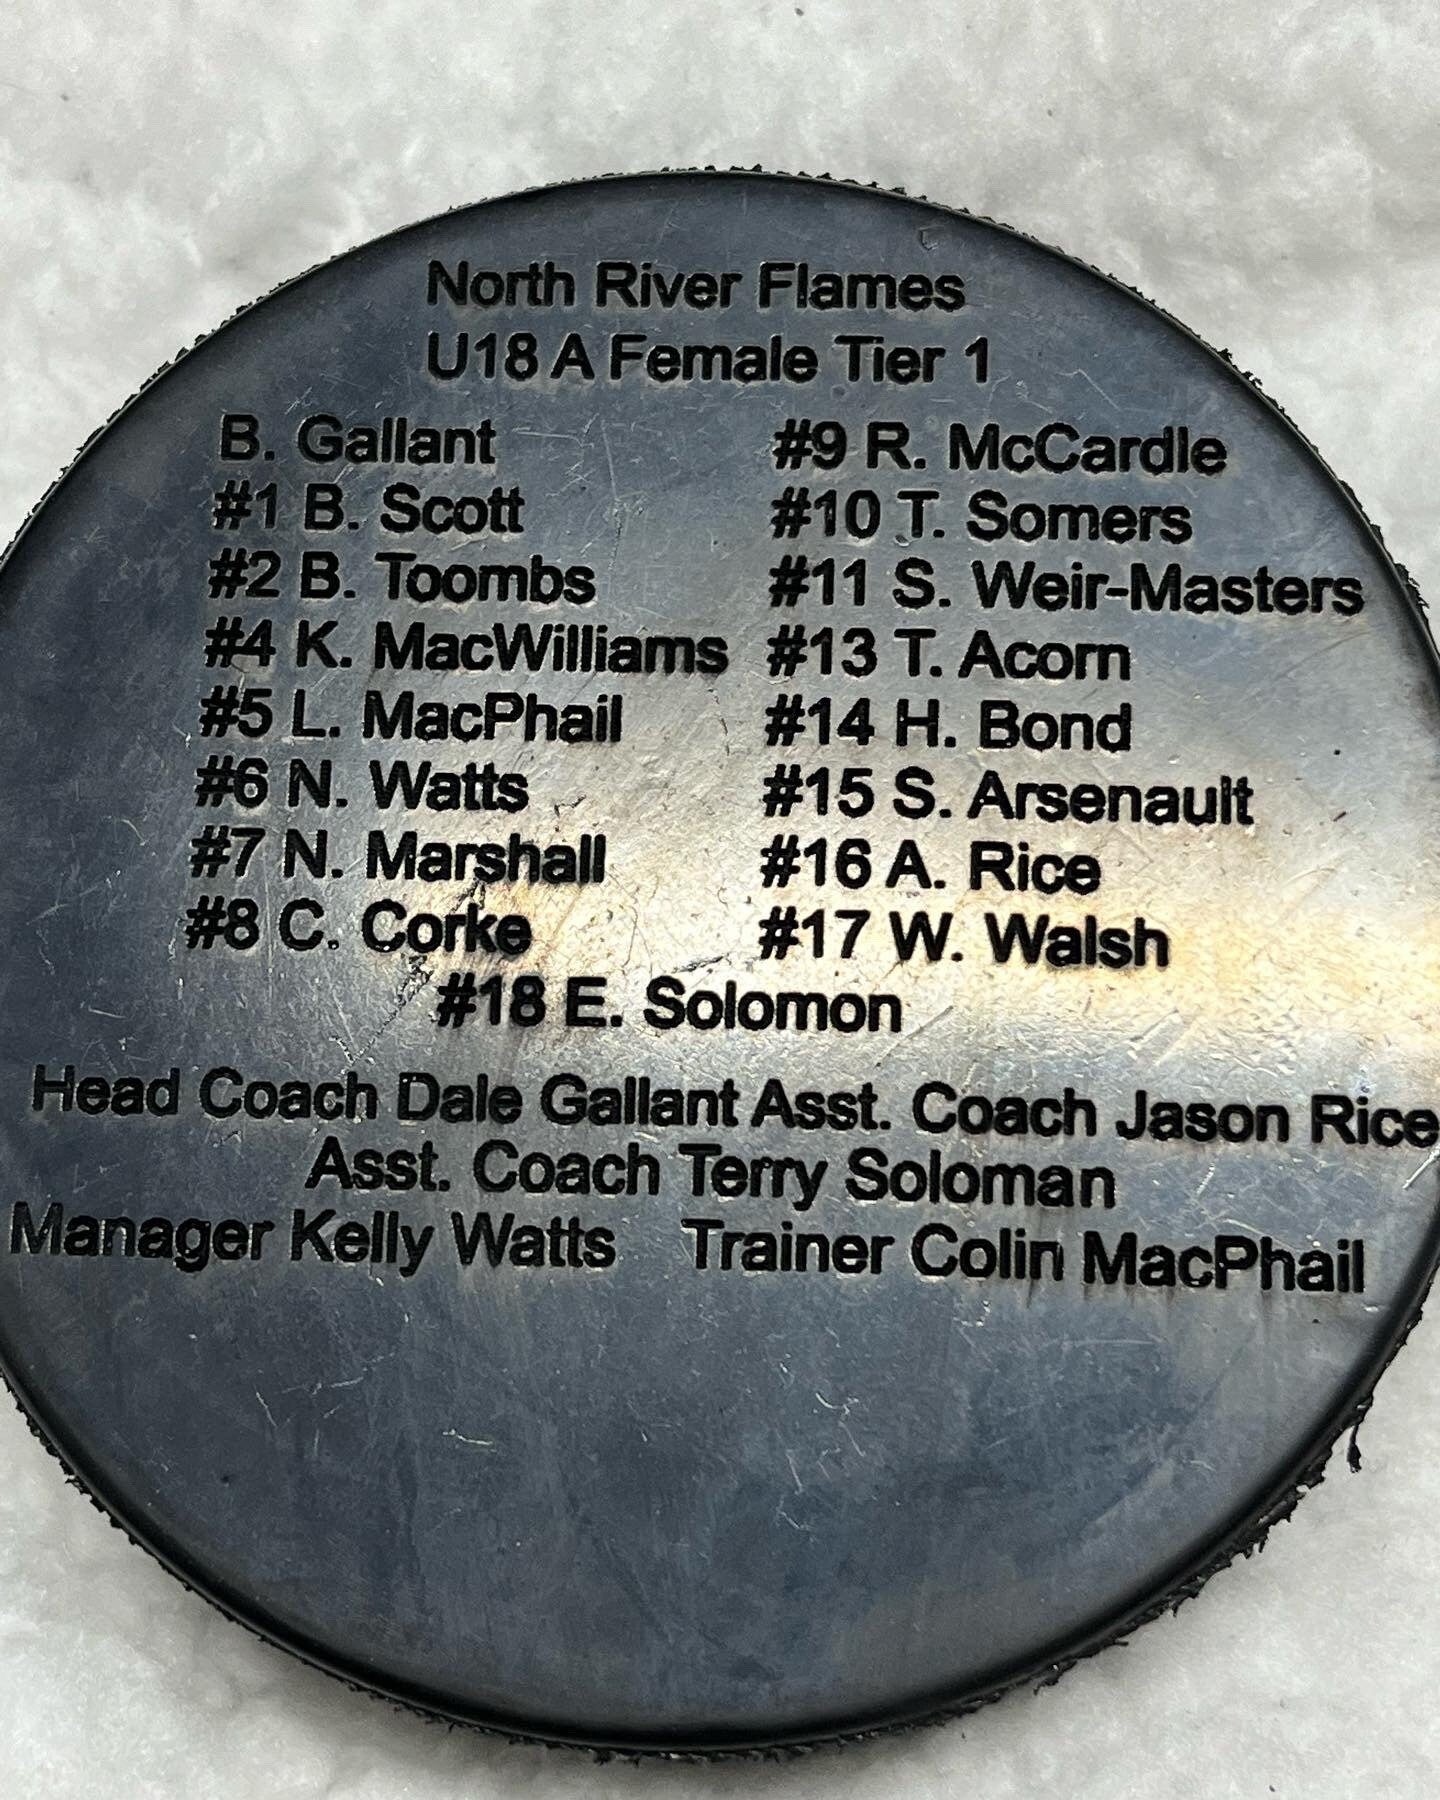 North River Flames
U18 A Female Tier 1
B. Gallant
#1 B. Scott
#2 B. Toombs
#4 K. MacWilliams
#5 L. MacPhail
#6 N. Watts
#7 N. Marshall
#8 C. Corke
#9 R. McCardle
#10 T. Somers
#11 S. Weir-Masters
#13 T. Acorn
#14 H. Bond
#15 S. Arsenault
#16 A. Rice
#17 W. Walsh
#18 E. Solomon
Head Coach Dale Gallant Asst. Coach Jason Rice
Asst. Coach Terry Soloman
Manager Kelly Watts Trainer Colin MacPhail